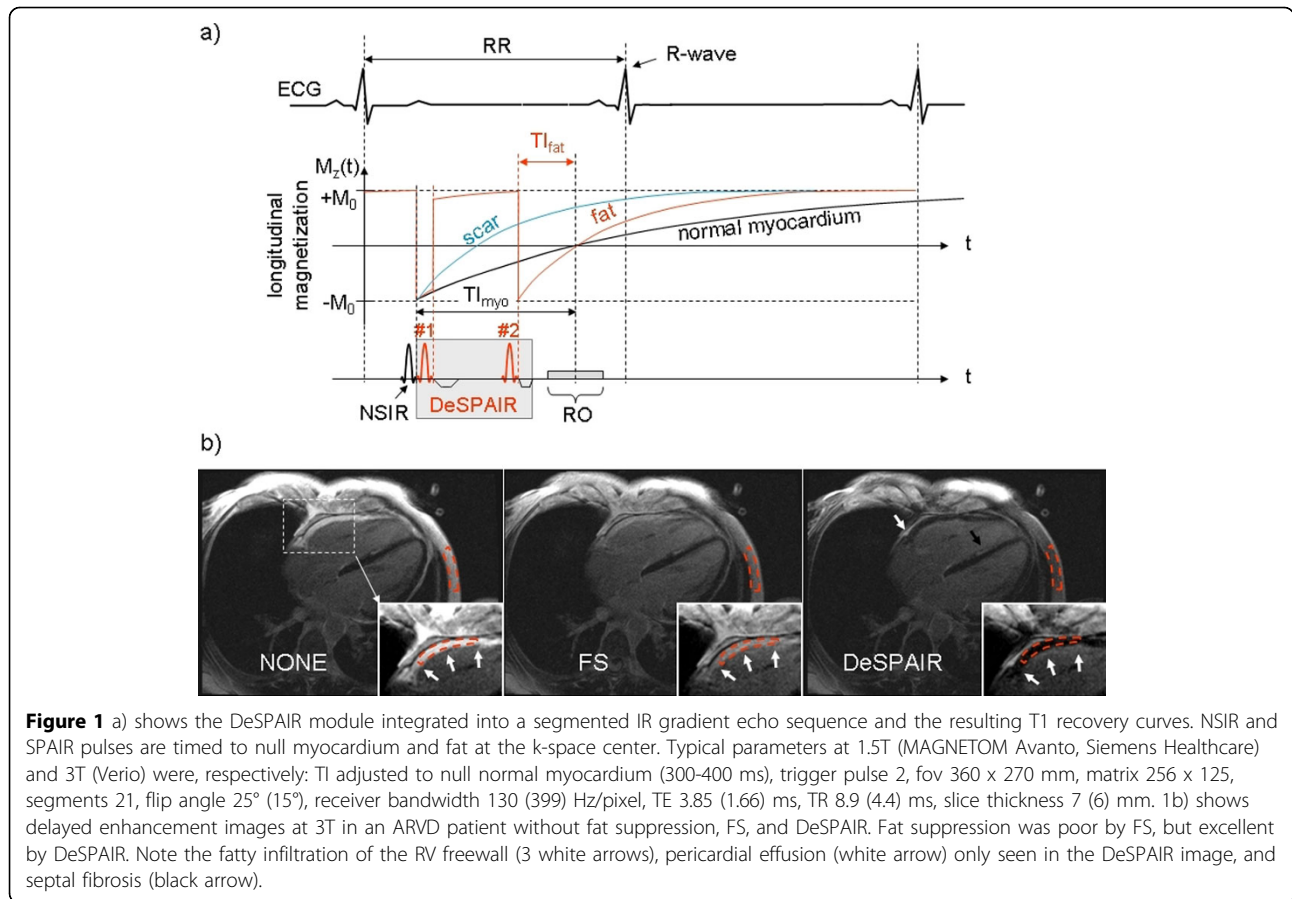 a)
RR
R-wave
ECG
TI_fat
M_z(t)
+M_0
scar
fat
normal myocardium
t
longitudinal magnetization
-M_0
TI_myo
#1
#2
t
NSIR
DeSPAIR
RO
b)
NONE
FS
DeSPAIR
Figure 1 a) shows the DeSPAIR module integrated into a segmented IR gradient echo sequence and the resulting T1 recovery curves. NSIR and
SPAIR pulses are timed to null myocardium and fat at the k-space center. Typical parameters at 1.5T (MAGNETOM Avanto, Siemens Healthcare)
and 3T (Verio) were, respectively: TI adjusted to null normal myocardium (300-400 ms), trigger pulse 2, fov 360 x 270 mm, matrix 256 x 125,
segments 21, flip angle 25° (15°), receiver bandwidth 130 (399) Hz/pixel, TE 3.85 (1.66) ms, TR 8.9 (4.4) ms, slice thickness 7 (6) mm. 1b) shows
delayed enhancement images at 3T in an ARVD patient without fat suppression, FS, and DeSPAIR. Fat suppression was poor by FS, but excellent
by DeSPAIR. Note the fatty infiltration of the RV freewall (3 white arrows), pericardial effusion (white arrow) only seen in the DeSPAIR image, and
septal fibrosis (black arrow).